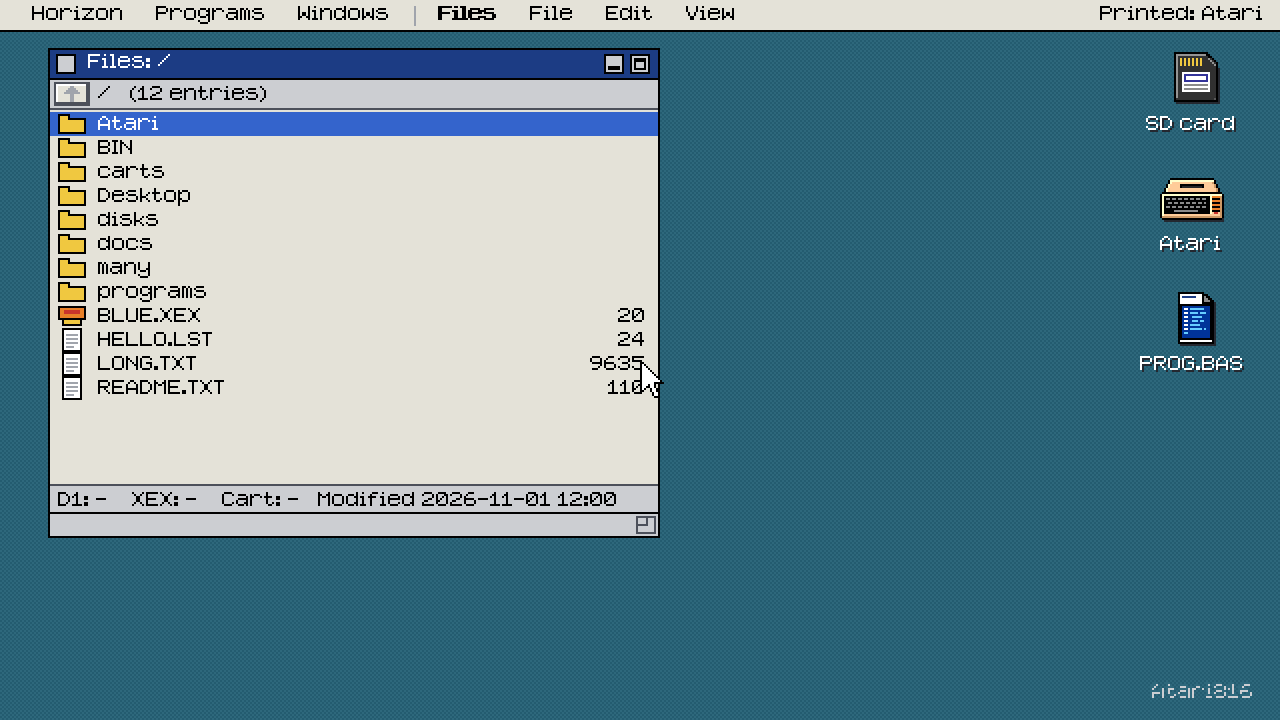 Horizon Programs Windows | Files File Edit View Printed: Atari
Files: /
/ (12 entries)
Atari
BIN
carts
Desktop
disks
docs
many
programs
BLUE.XEX 20
HELLO.LST 24
LONG.TXT 9635
README.TXT 110
D1: - XEX: - Cart: - Modified 2026-11-01 12:00
SD card
Atari
PROG.BAS
Atari816